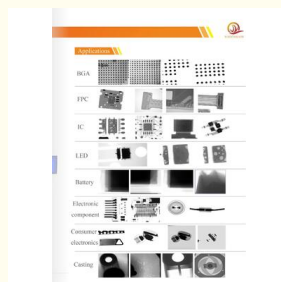 Applications
BGA
FPC
IC
LED
Battery
Electronic
component
Consumer
electronics
Casting